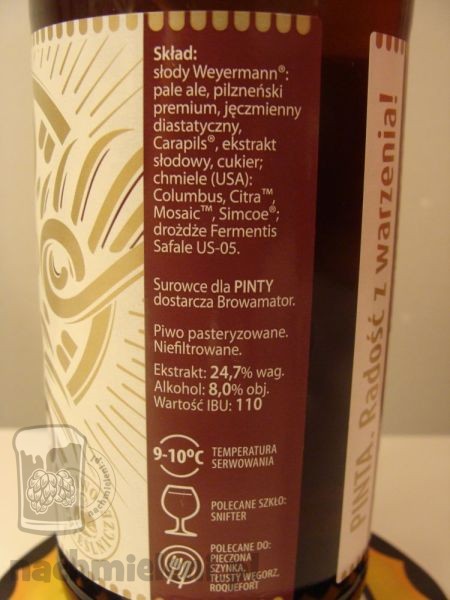 Skład:
słody Weyermann®:
pale ale, pilzneński
premium, jęczmienny
diastatyczny,
Carapils®, ekstrakt
słodowy, cukier;
chmiele (USA):
Columbus, Citra™,
Mosaic™, Simcoe®;
drożdże Fermentis
Safale US-05.
Surowce dla PINTY
dostarcza Browamator.
Piwo pasteryzowane.
Niefiltrowane.
Ekstrakt: 24,7% wag.
Alkohol: 8,0% obj.
Wartość IBU: 110
9-10°C TEMPERATURA
SERWOWANIA
POLECANE SZKŁO:
SNIFTER
POLECANE DO:
PIECZONA
SZYNKA,
TŁUSTY WĘGORZ,
ROQUEFORT
PINTA. Radość z warzenia!